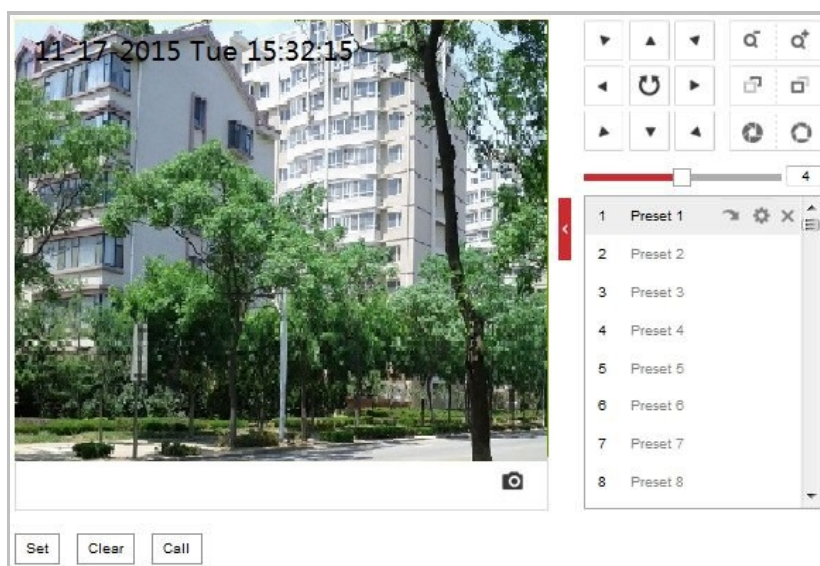 11-17-2015 Tue 15:32:15
4
1 Preset 1
2 Preset 2
3 Preset 3
4 Preset 4
5 Preset 5
6 Preset 6
7 Preset 7
8 Preset 8
Set Clear Call